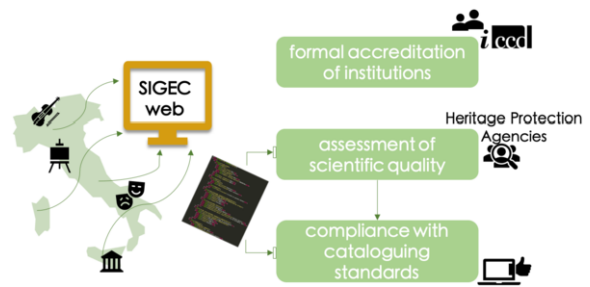 SIGEC
web
formal accreditation
of institutions
iccd
Heritage Protection
Agencies
assessment of
scientific quality
compliance with
cataloguing
standards